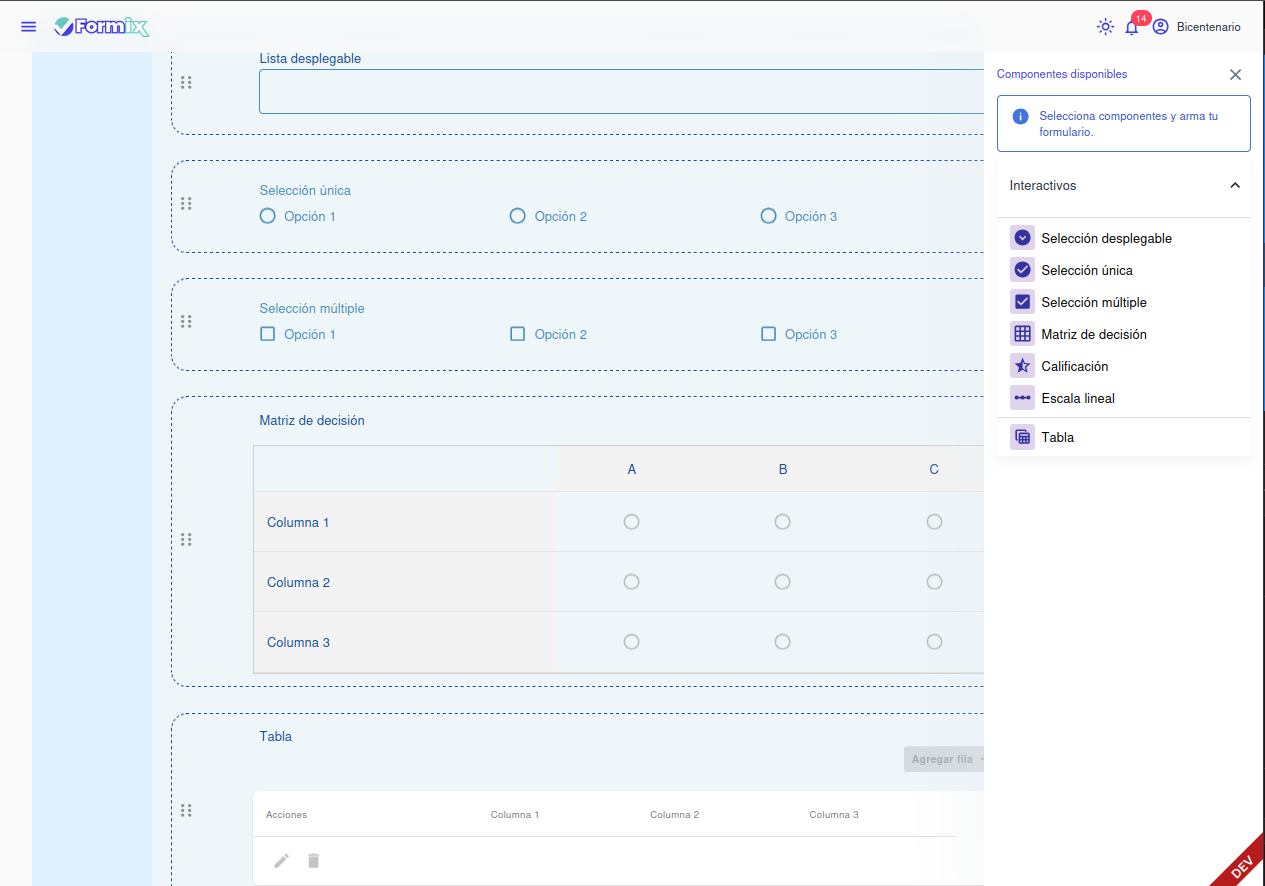 Formix
14
Bicentenario
Lista desplegable
Selección única
Opción 1
Opción 2
Opción 3
Selección múltiple
Opción 1
Opción 2
Opción 3
Matriz de decisión
A
B
C
Columna 1
Columna 2
Columna 3
Tabla
Agregar fila
Acciones
Columna 1
Columna 2
Columna 3
Componentes disponibles
Selecciona componentes y arma tu
formulario.
Interactivos
Selección desplegable
Selección única
Selección múltiple
Matriz de decisión
Calificación
Escala lineal
Tabla
DEV